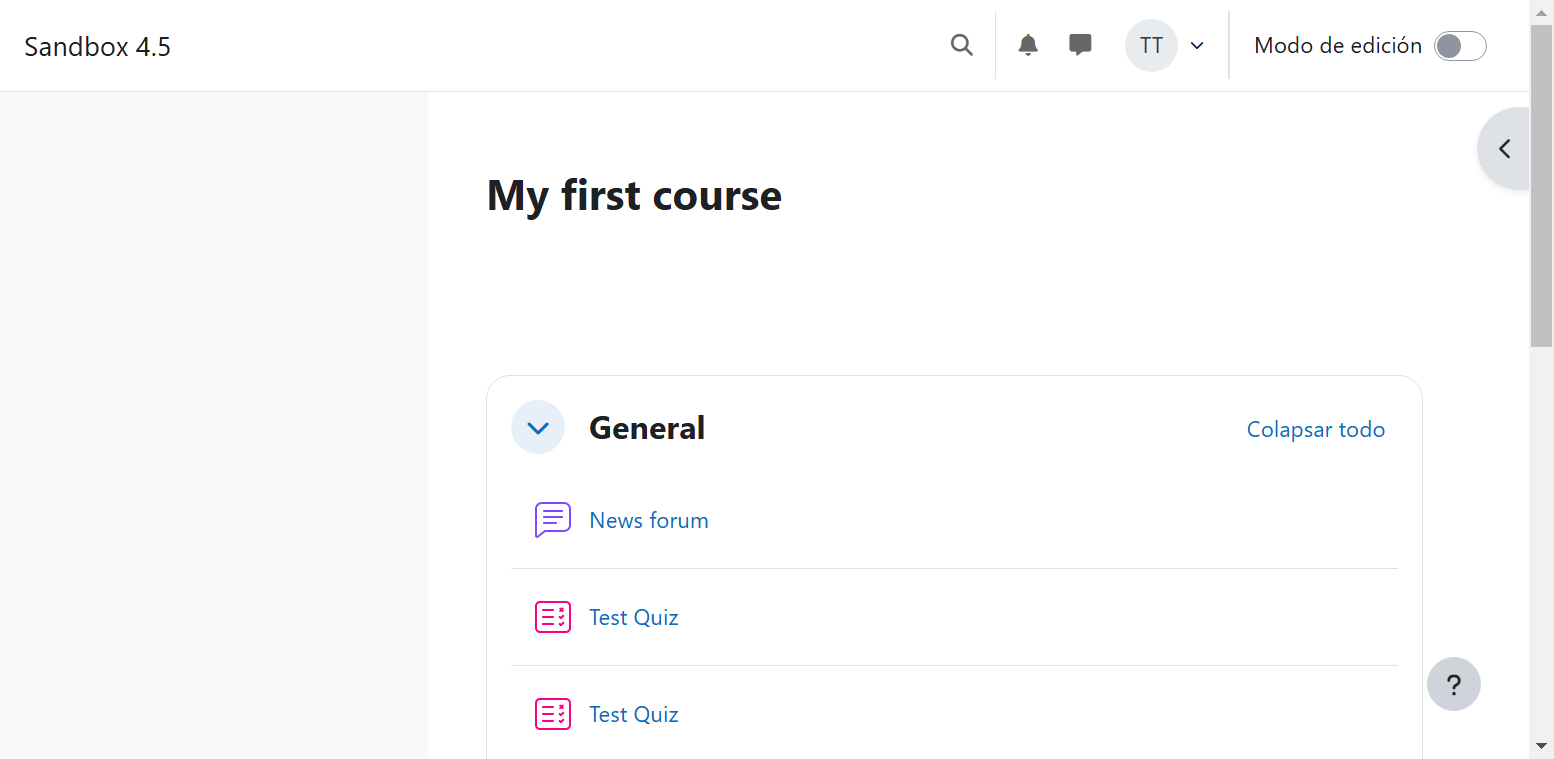 Sandbox 4.5
TT
Modo de edición
My first course
General
Colapsar todo
News forum
Test Quiz
Test Quiz
?